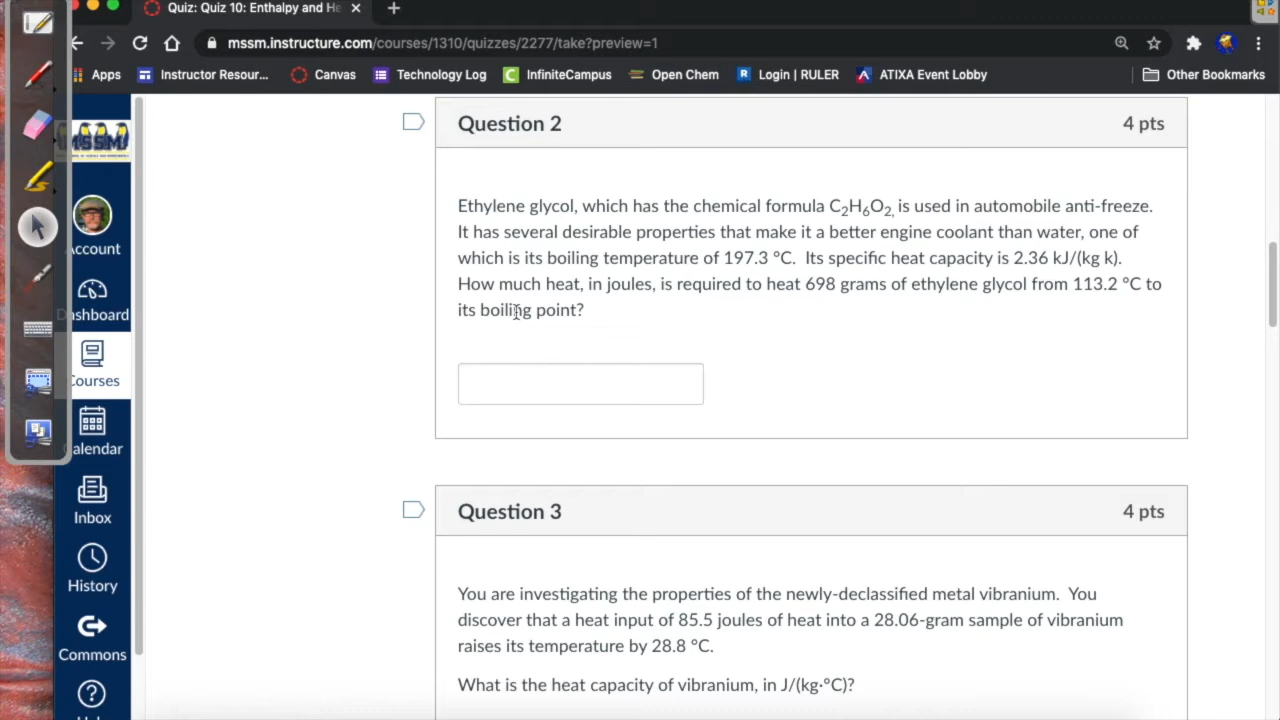 Quiz: Quiz 10: Enthalpy and He
mssm.instructure.com/courses/1310/quizzes/2277/take?preview=1
Apps
Instructor Resour...
Canvas
Technology Log
InfiniteCampus
Open Chem
Login | RULER
ATIXA Event Lobby
Other Bookmarks
MSSM
Account
Dashboard
Courses
Calendar
Inbox
History
Commons
Question 2
4 pts
Ethylene glycol, which has the chemical formula C₂H₆O₂, is used in automobile anti-freeze.
It has several desirable properties that make it a better engine coolant than water, one of
which is its boiling temperature of 197.3 °C. Its specific heat capacity is 2.36 kJ/(kg k).
How much heat, in joules, is required to heat 698 grams of ethylene glycol from 113.2 °C to
its boiling point?
Question 3
4 pts
You are investigating the properties of the newly-declassified metal vibranium. You
discover that a heat input of 85.5 joules of heat into a 28.06-gram sample of vibranium
raises its temperature by 28.8 °C.
What is the heat capacity of vibranium, in J/(kg·°C)?